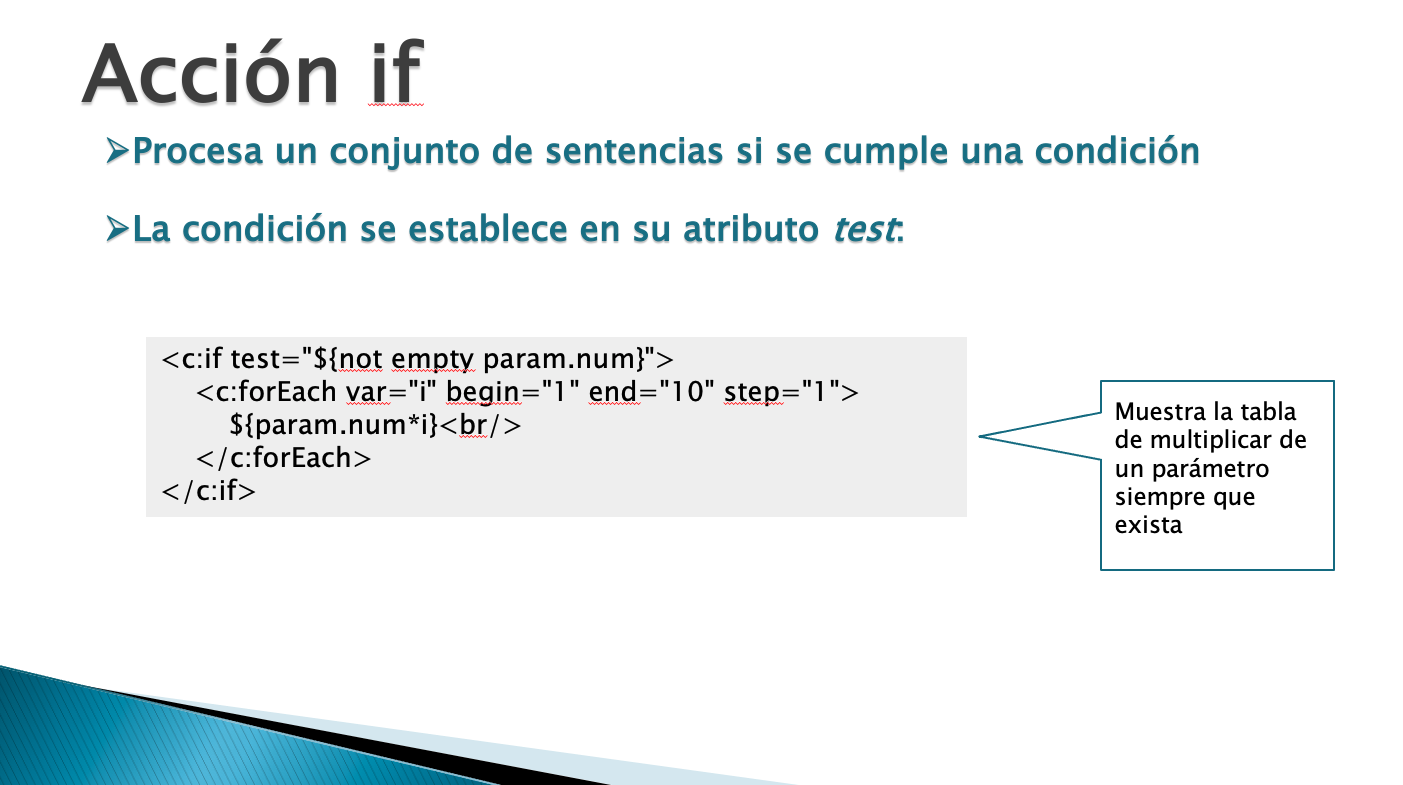 Acción if
➢Procesa un conjunto de sentencias si se cumple una condición
➢La condición se establece en su atributo test:
<c:if test="${not empty param.num}">
<c:forEach var="i" begin="1" end="10" step="1">
${param.num*i}<br/>
</c:forEach>
</c:if>
Muestra la tabla
de multiplicar de
un parámetro
siempre que
exista